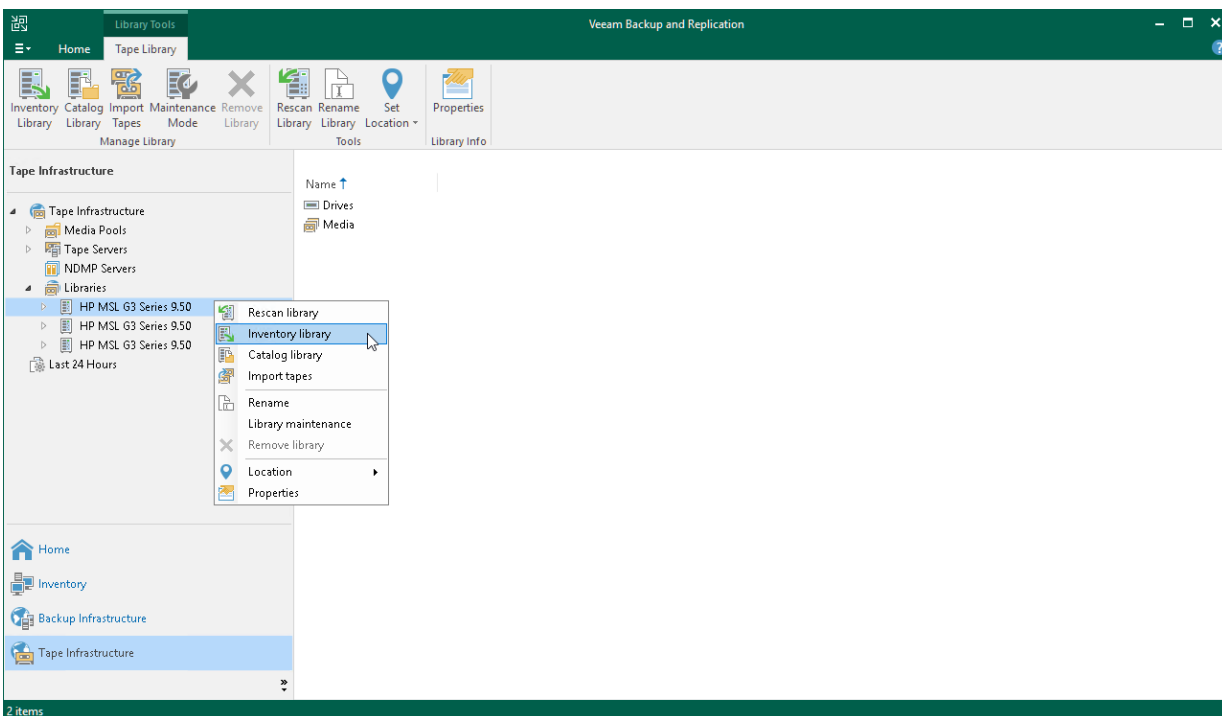 Library Tools
Veeam Backup and Replication
Home
Tape Library
?
Inventory Library
Catalog Library
Import Tapes
Maintenance Mode
Remove Library
Rescan Library
Rename Library
Set Location
Properties
Manage Library
Tools
Library Info
Tape Infrastructure
Name
Tape Infrastructure
Drives
Media Pools
Media
Tape Servers
NDMP Servers
Libraries
HP MSL G3 Series 9.50
HP MSL G3 Series 9.50
HP MSL G3 Series 9.50
Last 24 Hours
Rescan library
Inventory library
Catalog library
Import tapes
Rename
Library maintenance
Remove library
Location
Properties
Home
Inventory
Backup Infrastructure
Tape Infrastructure
2 items